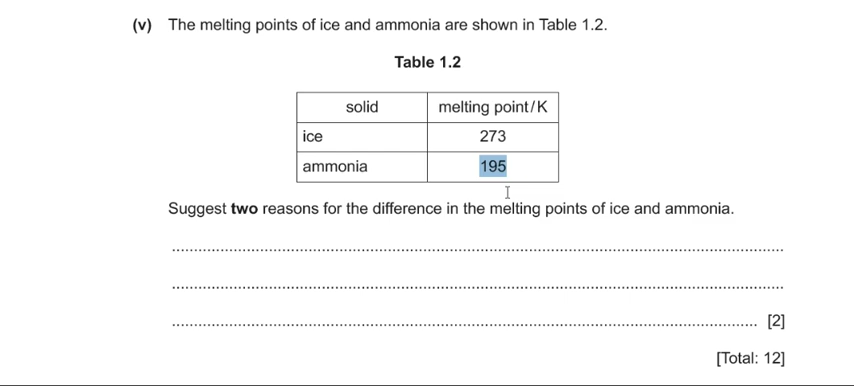 (v) The melting points of ice and ammonia are shown in Table 1.2.
Table 1.2
solid melting point/K
ice 273
ammonia 195
Suggest two reasons for the difference in the melting points of ice and ammonia.
[2]
[Total: 12]